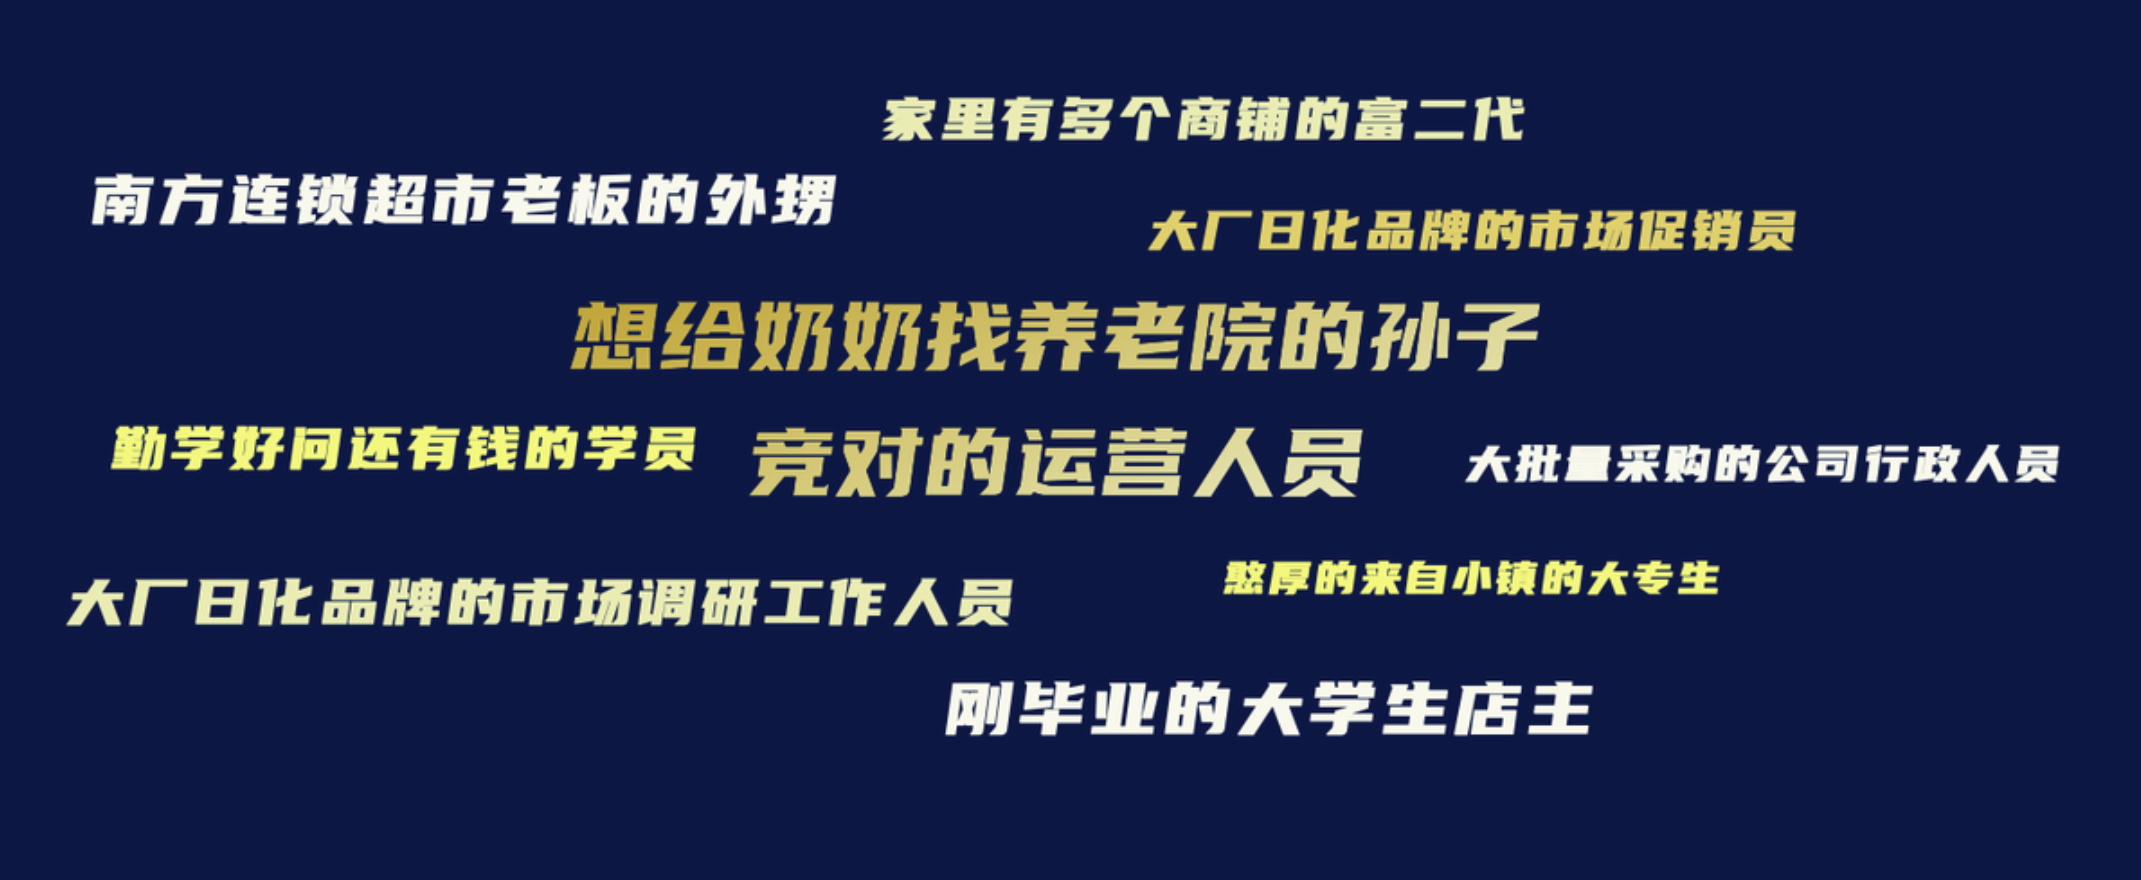 家里有多个商铺的富二代
南方连锁超市老板的外甥
大厂日化品牌的市场促销员
想给奶奶找养老院的孙子
勤学好问还有钱的学员
竞对的运营人员
大批量采购的公司行政人员
憨厚的来自小镇的大专生
大厂日化品牌的市场调研工作人员
刚毕业的大学生店主